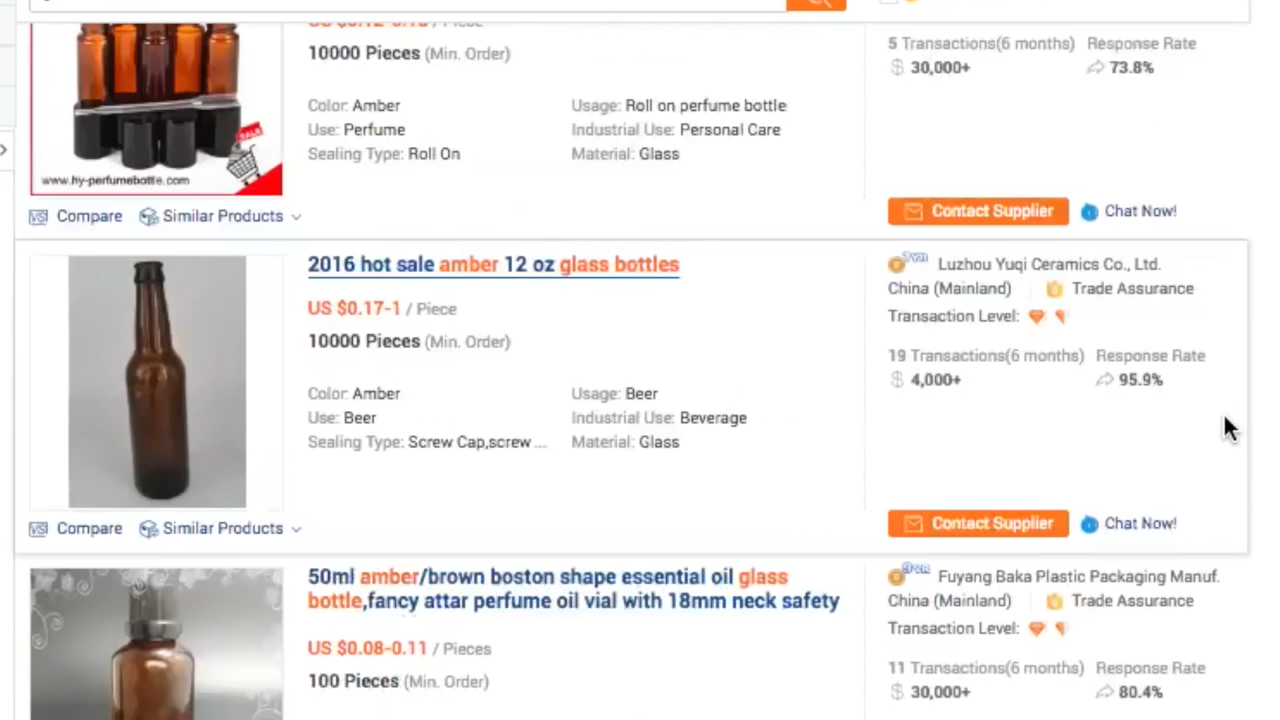 10000 Pieces (Min. Order)
Color: Amber
Usage: Roll on perfume bottle
Use: Perfume
Industrial Use: Personal Care
Sealing Type: Roll On
Material: Glass
5 Transactions(6 months) Response Rate
$ 30,000+ 73.8%
SALE
www.hy-perfumebottle.com
Compare Similar Products
Contact Supplier Chat Now!
2016 hot sale amber 12 oz glass bottles
US $0.17-1 / Piece
10000 Pieces (Min. Order)
Color: Amber
Usage: Beer
Use: Beer
Industrial Use: Beverage
Sealing Type: Screw Cap,screw ...
Material: Glass
Luzhou Yuqi Ceramics Co., Ltd.
China (Mainland) Trade Assurance
Transaction Level:
19 Transactions(6 months) Response Rate
$ 4,000+ 95.9%
Compare Similar Products
Contact Supplier Chat Now!
50ml amber/brown boston shape essential oil glass
bottle,fancy attar perfume oil vial with 18mm neck safety
US $0.08-0.11 / Pieces
100 Pieces (Min. Order)
Fuyang Baka Plastic Packaging Manuf.
China (Mainland) Trade Assurance
Transaction Level:
11 Transactions(6 months) Response Rate
$ 30,000+ 80.4%